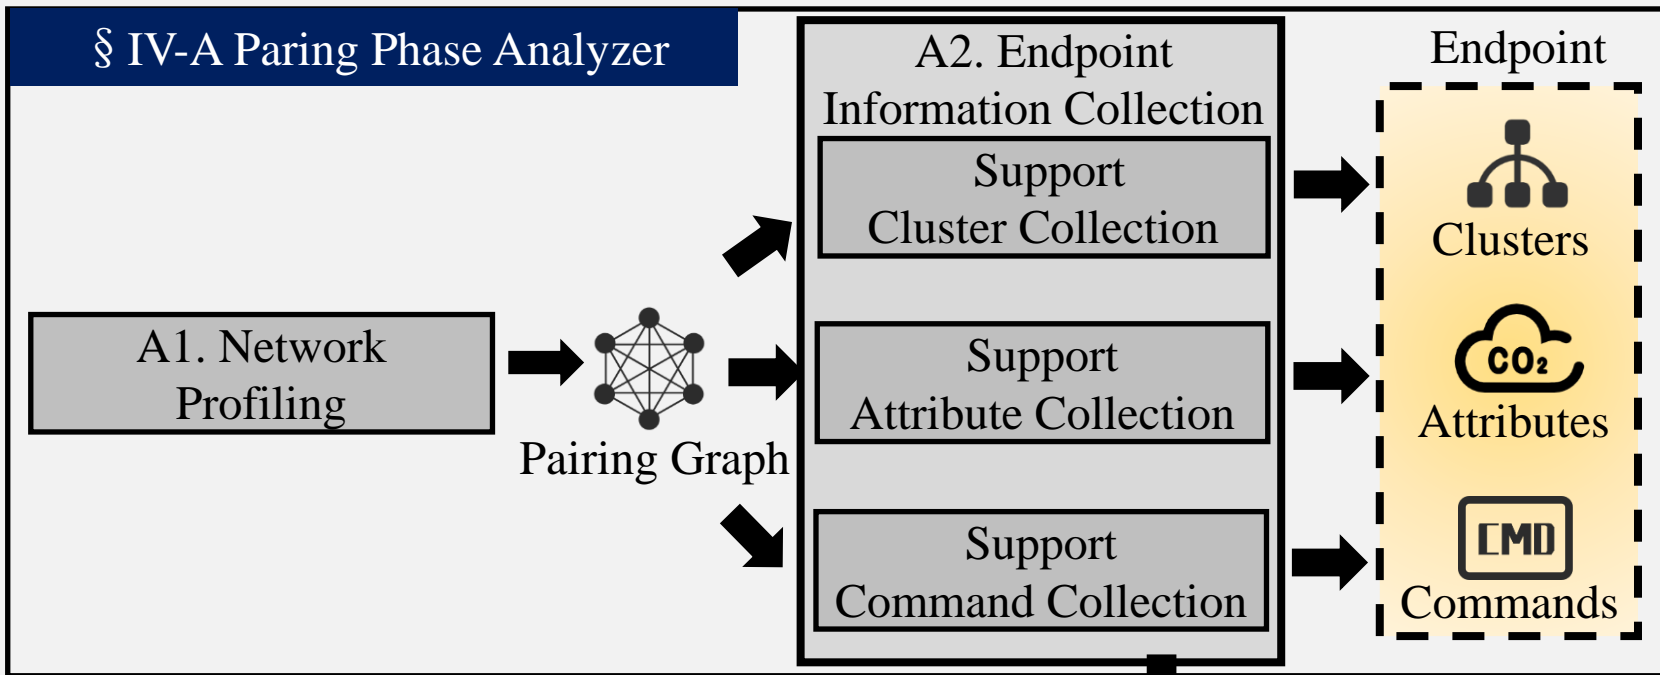 § IV-A Paring Phase Analyzer
A1. Network
Profiling
Pairing Graph
A2. Endpoint
Information Collection
Support
Cluster Collection
Support
Attribute Collection
Support
Command Collection
Endpoint
Clusters
CO₂
Attributes
CMD
Commands